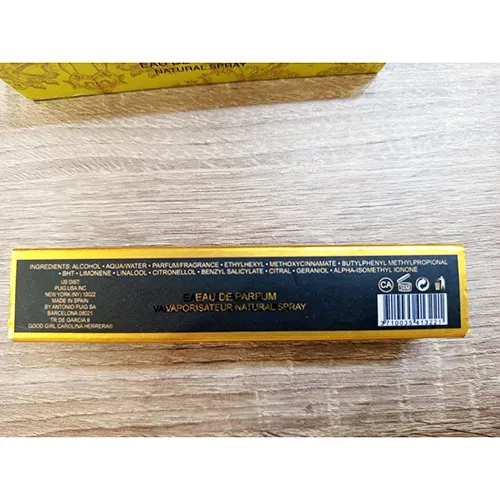 EAU DE
NATURAL SPRAY
INGREDIENTS: ALCOHOL • AQUA/WATER • PARFUM/FRAGRANCE • ETHYLHEXYL • METHOXYCINNAMATE • BUTYLPHENYL METHYLPROPIONAL
• BHT • LIMONENE • LINALOOL • CITRONELLOL • BENZYL SALICYLATE • CITRAL • GERANIOL • ALPHA-ISOMETHYL IONONE
US DIST.
PUIG USA INC
NEW YORK (NY) 10022
MADE IN SPAIN
BY ANTONIO PUIG SA
BARCELONA 08021
TR DE GARCIA 9
GOOD GIRL CAROLINA HERRERA®
EAU DE PARFUM
VAPORISATEUR NATURAL SPRAY
CA